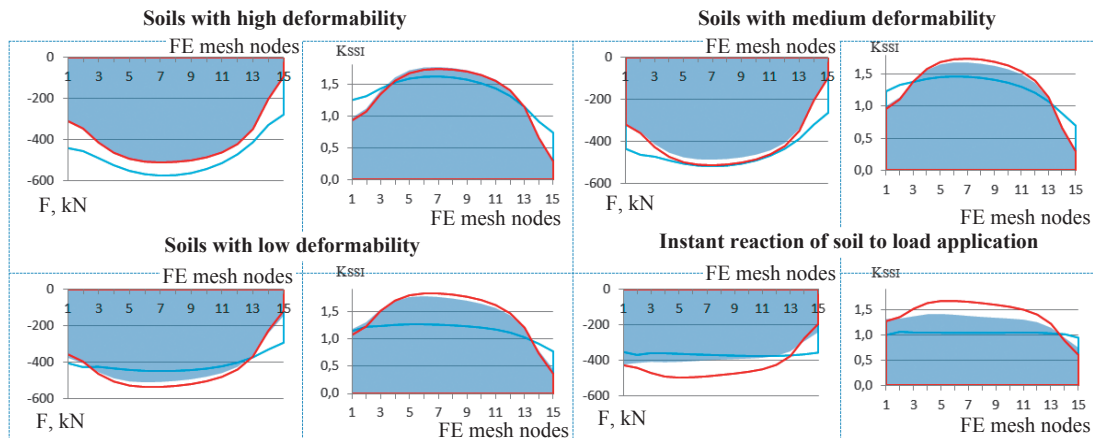 Soils with high deformability
FE mesh nodes
0
-200
-400
-600
1 3 5 7 9 11 13 15
F, kN
KSSI
1,5
1,0
0,5
0,0
1 3 5 7 9 11 13 15
FE mesh nodes
Soils with medium deformability
FE mesh nodes
0
-200
-400
-600
1 3 5 7 9 11 13 15
F, kN
KSSI
1,5
1,0
0,5
0,0
1 3 5 7 9 11 13 15
FE mesh nodes
Soils with low deformability
FE mesh nodes
0
-200
-400
-600
1 3 5 7 9 11 13 15
F, kN
KSSI
1,5
1,0
0,5
0,0
1 3 5 7 9 11 13 15
FE mesh nodes
Instant reaction of soil to load application
FE mesh nodes
0
-200
-400
-600
1 3 5 7 9 11 13 15
F, kN
KSSI
1,5
1,0
0,5
0,0
1 3 5 7 9 11 13 15
FE mesh nodes